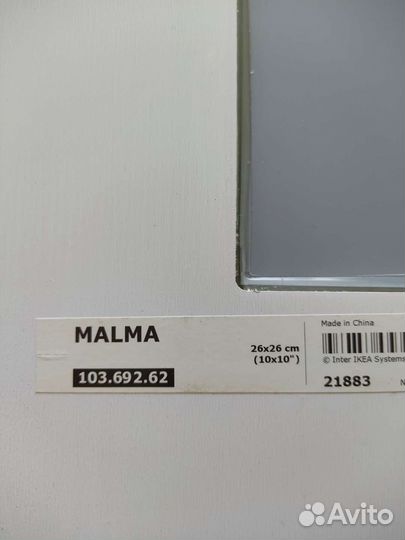 MALMA
103.692.62
26x26 cm
(10x10")
Made in China
© Inter IKEA Systems
21883
N
Avito